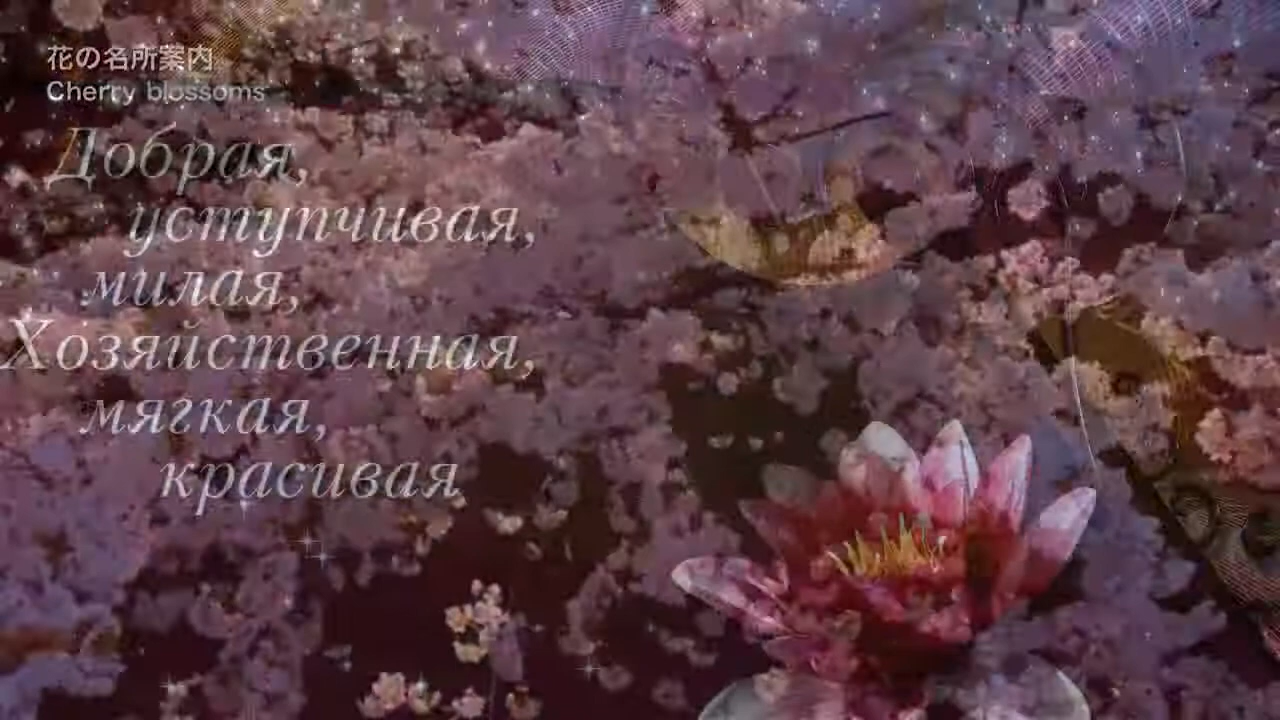 花の名所案内
Cherry blossoms
Добрая,
уступчивая,
милая,
Хозяйственная,
мягкая,
красивая